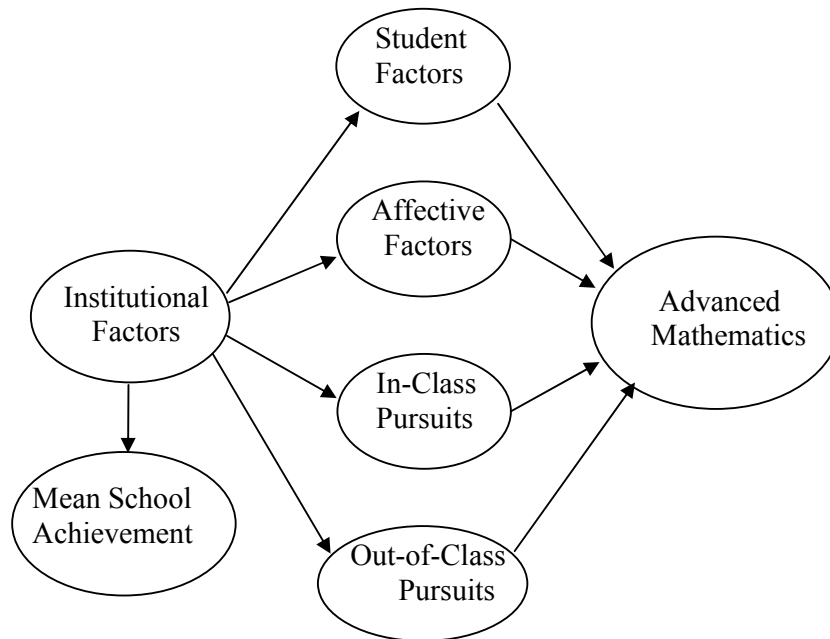 Student
Factors
Affective
Factors
Institutional
Factors
Advanced
Mathematics
In-Class
Pursuits
Mean School
Achievement
Out-of-Class
Pursuits